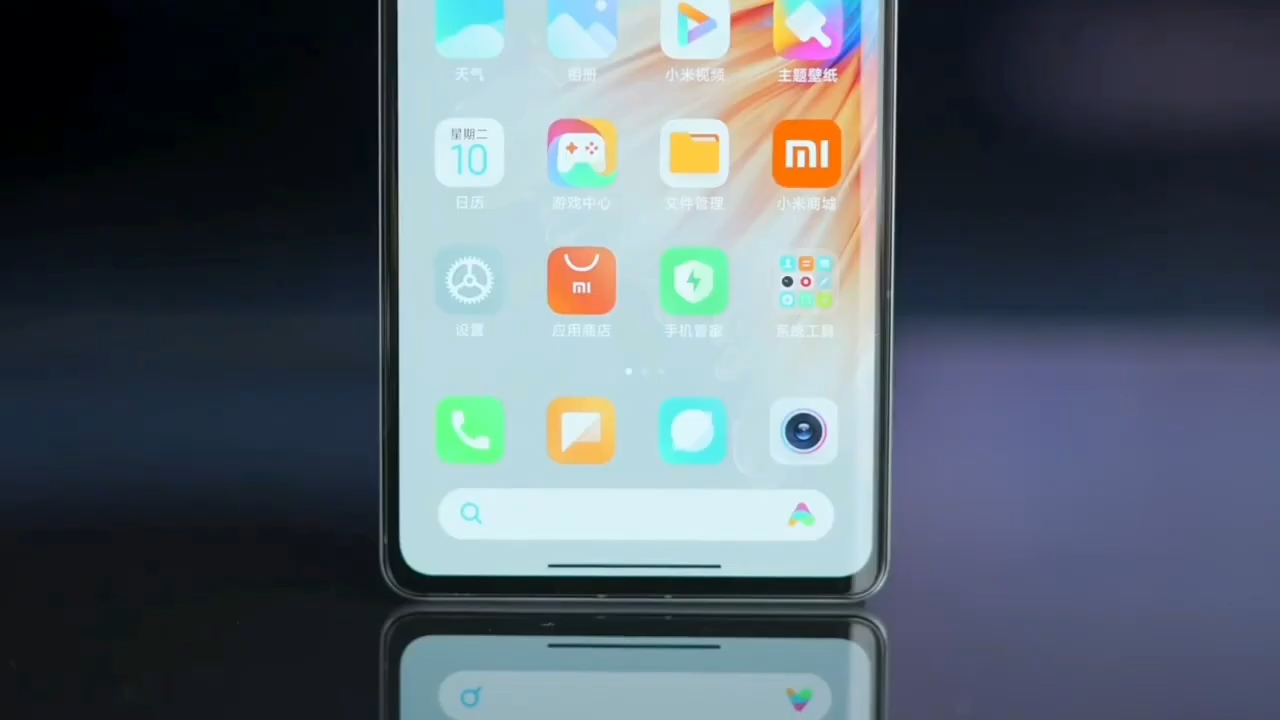 天气
相册
小米视频
主题壁纸
星期二
10
日历
游戏中心
文件管理
mi
小米商城
设置
mi
应用商店
手机管家
系统工具